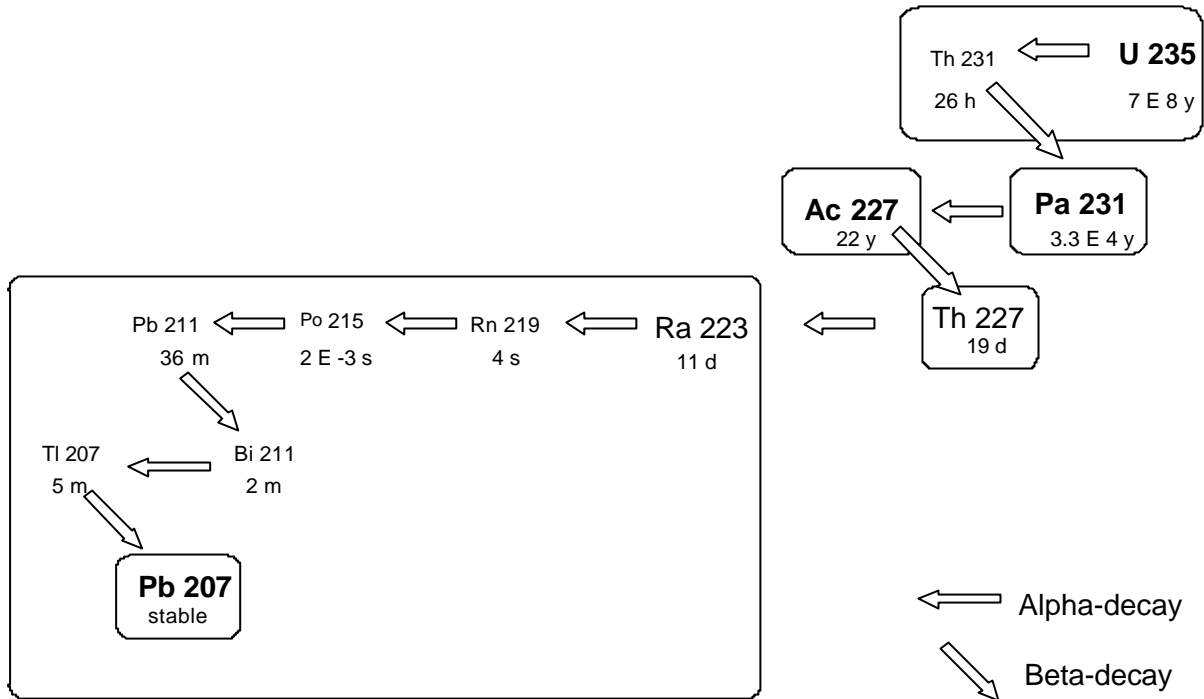 Th 231 U 235
26 h 7 E 8 y
Ac 227 Pa 231
22 y 3.3 E 4 y
Pb 211 Po 215 Rn 219 Ra 223 Th 227
36 m 2 E -3 s 4 s 11 d 19 d
Tl 207 Bi 211
5 m 2 m
Pb 207
stable
Alpha-decay
Beta-decay